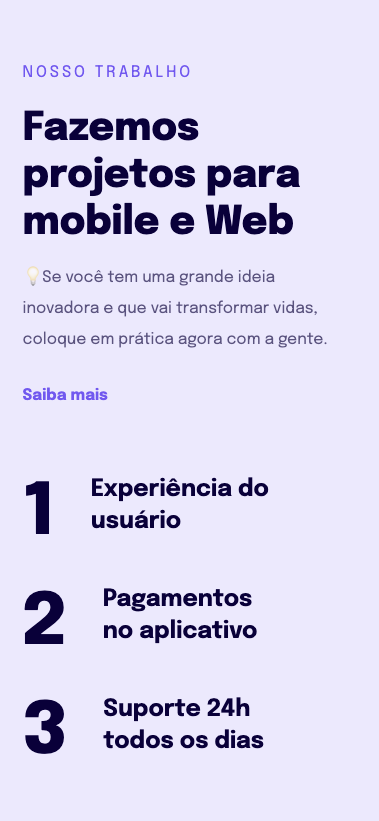 NOSSO TRABALHO
Fazemos
projetos para
mobile e Web
💡Se você tem uma grande ideia
inovadora e que vai transformar vidas,
coloque em prática agora com a gente.
Saiba mais
1 Experiência do
usuário
2 Pagamentos
no aplicativo
3 Suporte 24h
todos os dias